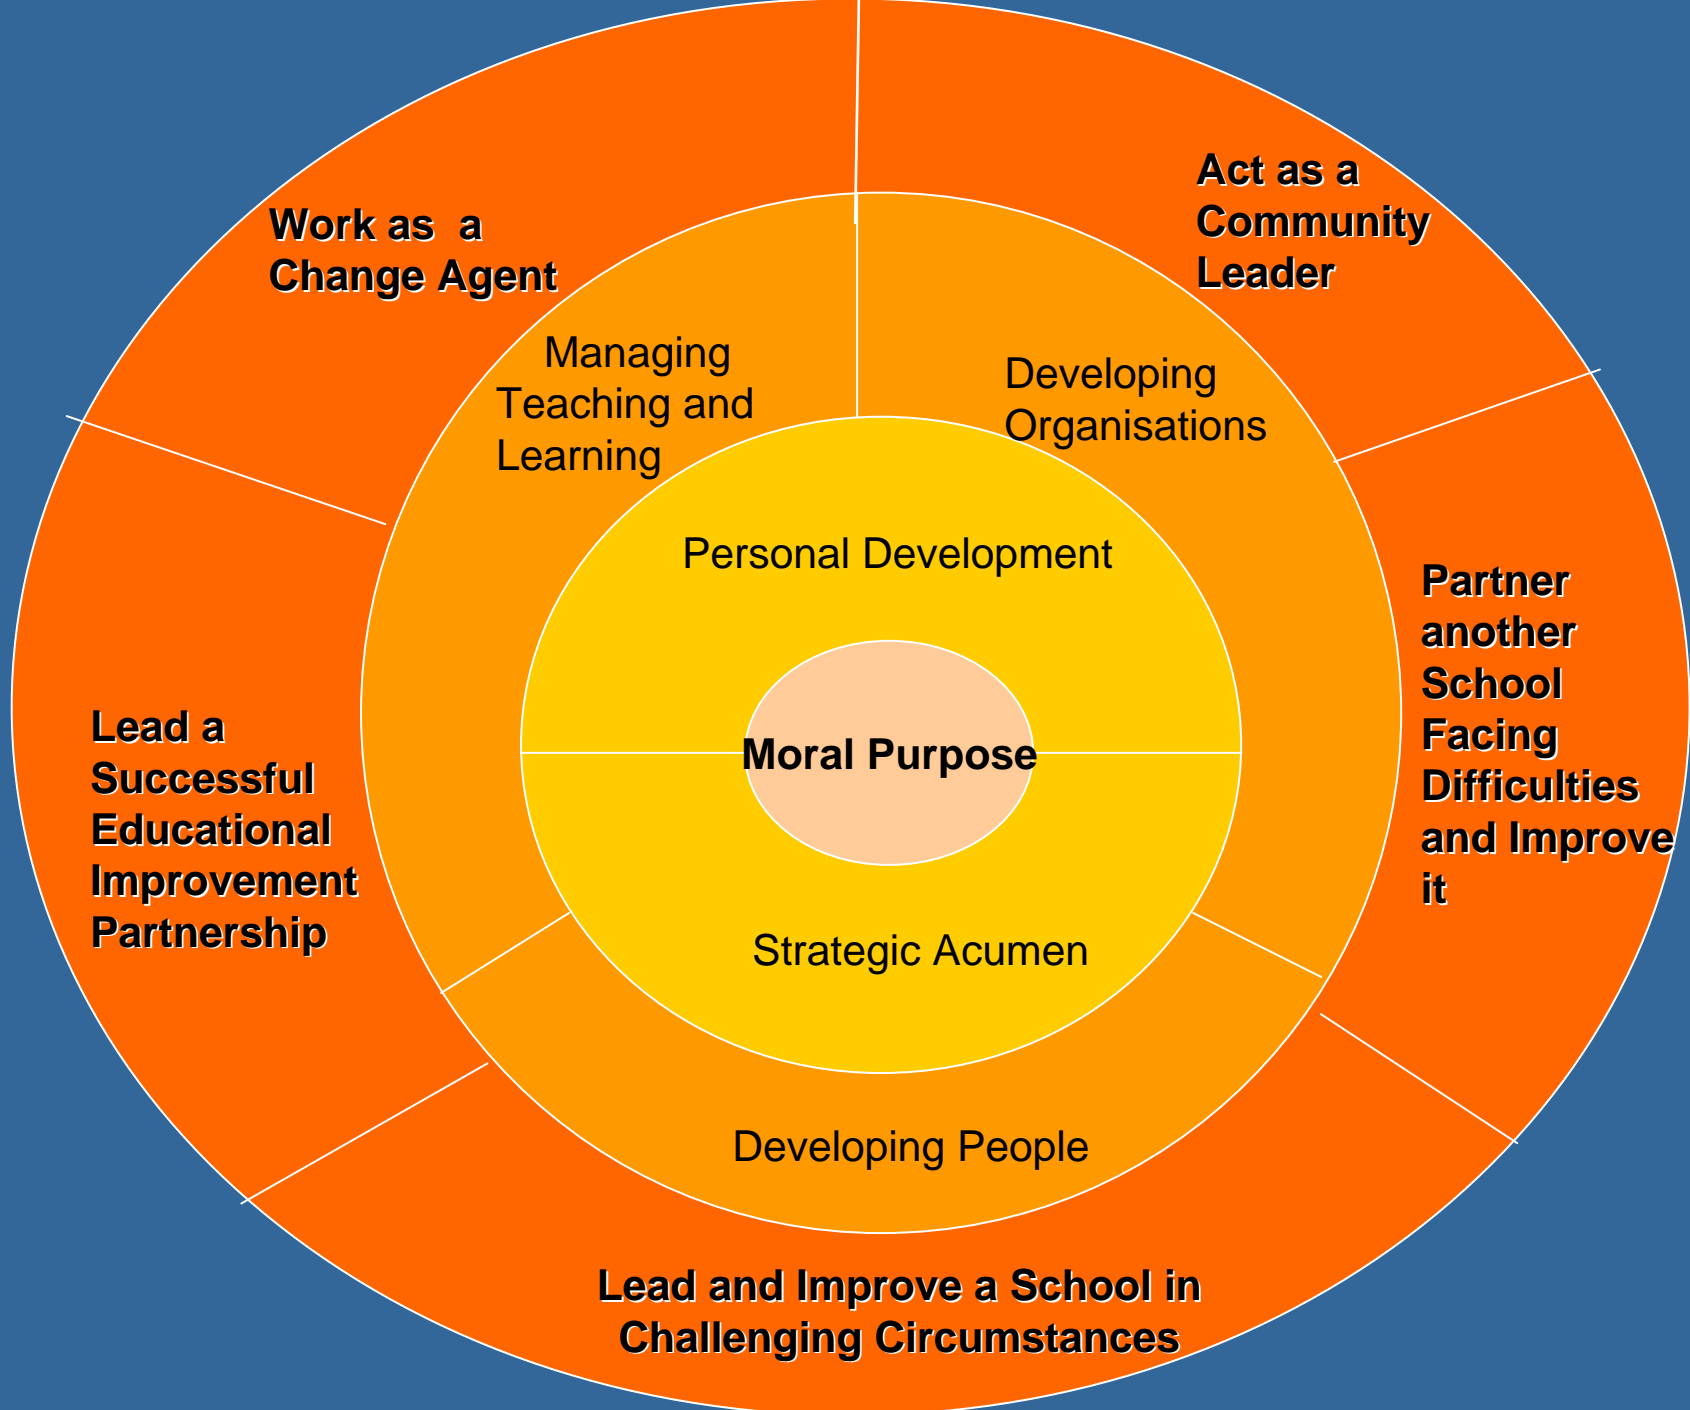 Work as  a
Change Agent
Act as a
Community
Leader
Managing
Teaching and
Learning
Developing
Organisations
Personal Development
Partner
another
School
Facing
Difficulties
and Improve
it
Lead a
Successful
Educational
Improvement
Partnership
Moral Purpose
Strategic Acumen
Developing People
Lead and Improve a School in
Challenging Circumstances